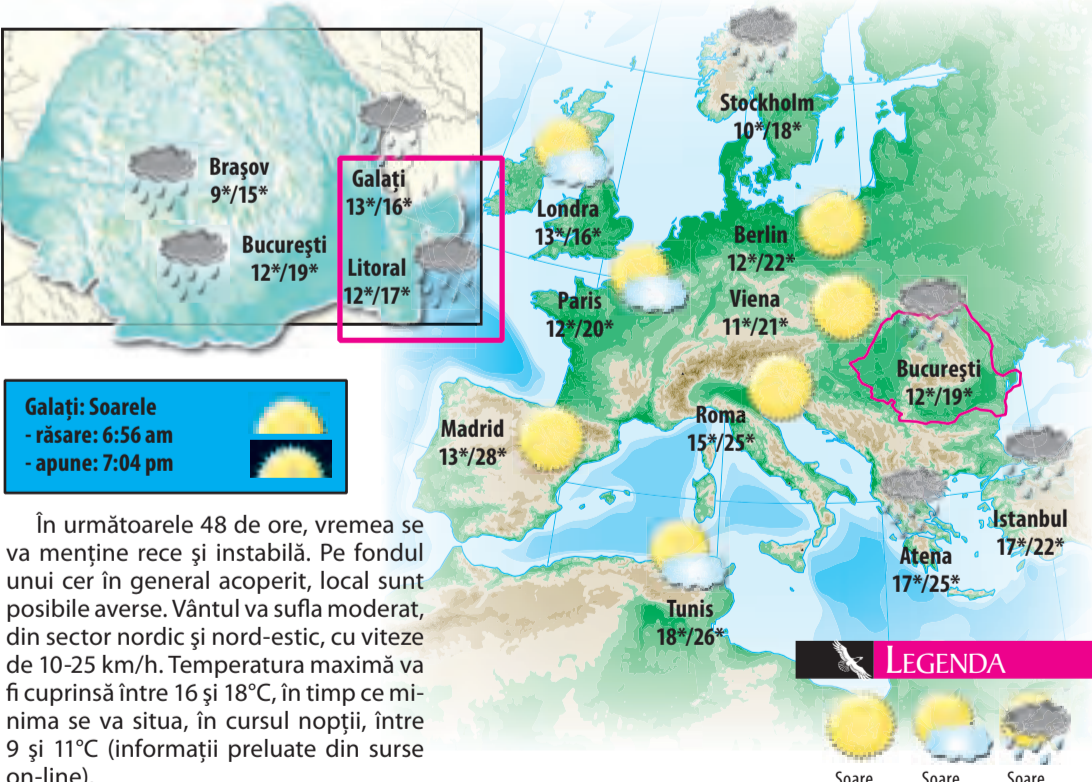 Brașov
9*/15*
București
12*/19*
Galați
13*/16*
Litoral
12*/17*
Galați: Soarele
- răsare: 6:56 am
- apune: 7:04 pm
În următoarele 48 de ore, vremea se
va menține rece și instabilă. Pe fondul
unui cer în general acoperit, local sunt
posibile averse. Vântul va sufla moderat,
din sector nordic și nord-estic, cu viteze
de 10-25 km/h. Temperatura maximă va
fi cuprinsă între 16 și 18°C, în timp ce mi-
nima se va situa, în cursul nopții, între
9 și 11°C (informații preluate din surse
on-line).
Stockholm
10*/18*
Londra
13*/16*
Berlin
12*/22*
Paris
12*/20*
Viena
11*/21*
București
12*/19*
Madrid
13*/28*
Roma
15*/25*
Istanbul
17*/22*
Atena
17*/25*
Tunis
18*/26*
LEGENDA
Soare Soare Soare